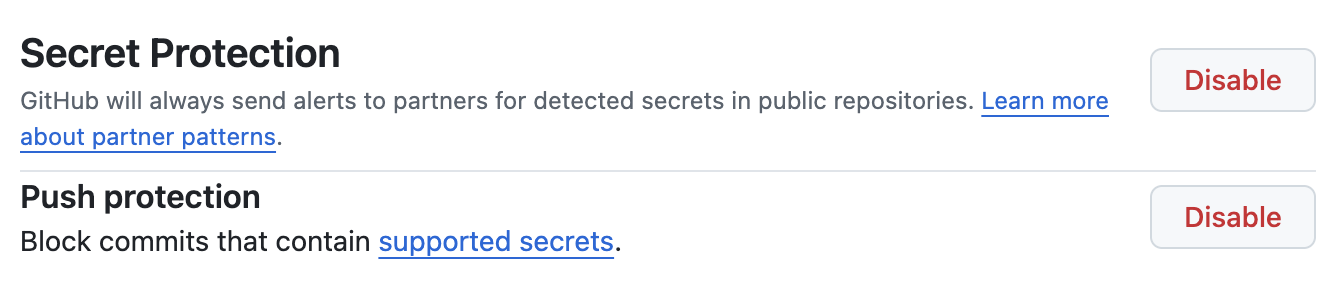 Secret Protection
Disable
GitHub will always send alerts to partners for detected secrets in public repositories. Learn more
about partner patterns.
Push protection
Disable
Block commits that contain supported secrets.